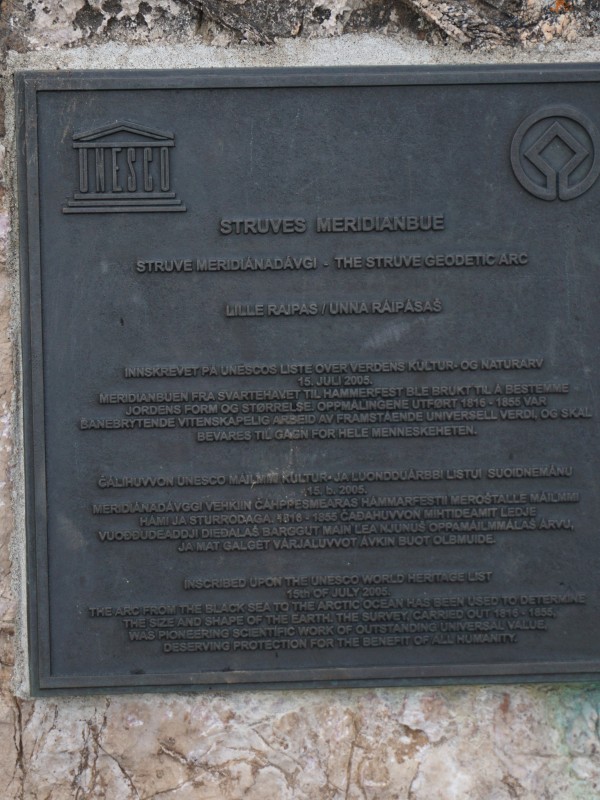 UNESCO
STRUVES MERIDIANBUE
STRUVE MERIDIÁNADÁVGI - THE STRUVE GEODETIC ARC
LILLE RAIPAS / UNNA RÁIPÁSAŠ
INNSKREVET PÅ UNESCOS LISTE OVER VERDENS KULTUR- OG NATURARV
15. JULI 2005.
MERIDIANBUEN FRA SVARTEHAVET TIL HAMMERFEST BLE BRUKT TIL Å BESTEMME
JORDENS FORM OG STØRRELSE. OPPMÅLINGENE UTFØRT 1816 - 1855 VAR
BANEBRYTENDE VITENSKAPELIG ARBEID AV FRAMSTÅENDE UNIVERSELL VERDI, OG SKAL
BEVARES TIL GAGN FOR HELE MENNESKEHETEN.
ČÁLIHUVVON UNESCO MÁILMMI KULTUR- JA LUONDDUÁRBBI LISTUI SUOIDNEMÁNU
15. b. 2005.
MERIDIÁNADÁVGGI VEHKIIN ČÁHPPESMEARAS HÁMMÁRFESTII MEROŠTALLE MÁILMMI
HÁMI JA STURRODAGA. 1816 - 1855 ČAĐAHUVVON MIHTIDEAMIT LEDJE
VUOĐĐUDEADDJI DIEĐALAŠ BARGGUT MAIN LEA NJUNUŠ OPPAMÁILMMÁLAŠ ÁRVU,
JA MAT GALGET VÁRJALUVVOT ÁVKIN BUOT OLBMUIDE.
INSCRIBED UPON THE UNESCO WORLD HERITAGE LIST
15th OF JULY 2005.
THE ARC FROM THE BLACK SEA TO THE ARCTIC OCEAN HAS BEEN USED TO DETERMINE
THE SIZE AND SHAPE OF THE EARTH. THE SURVEY, CARRIED OUT 1816 - 1855,
WAS PIONEERING SCIENTIFIC WORK OF OUTSTANDING UNIVERSAL VALUE,
DESERVING PROTECTION FOR THE BENEFIT OF ALL HUMANITY.